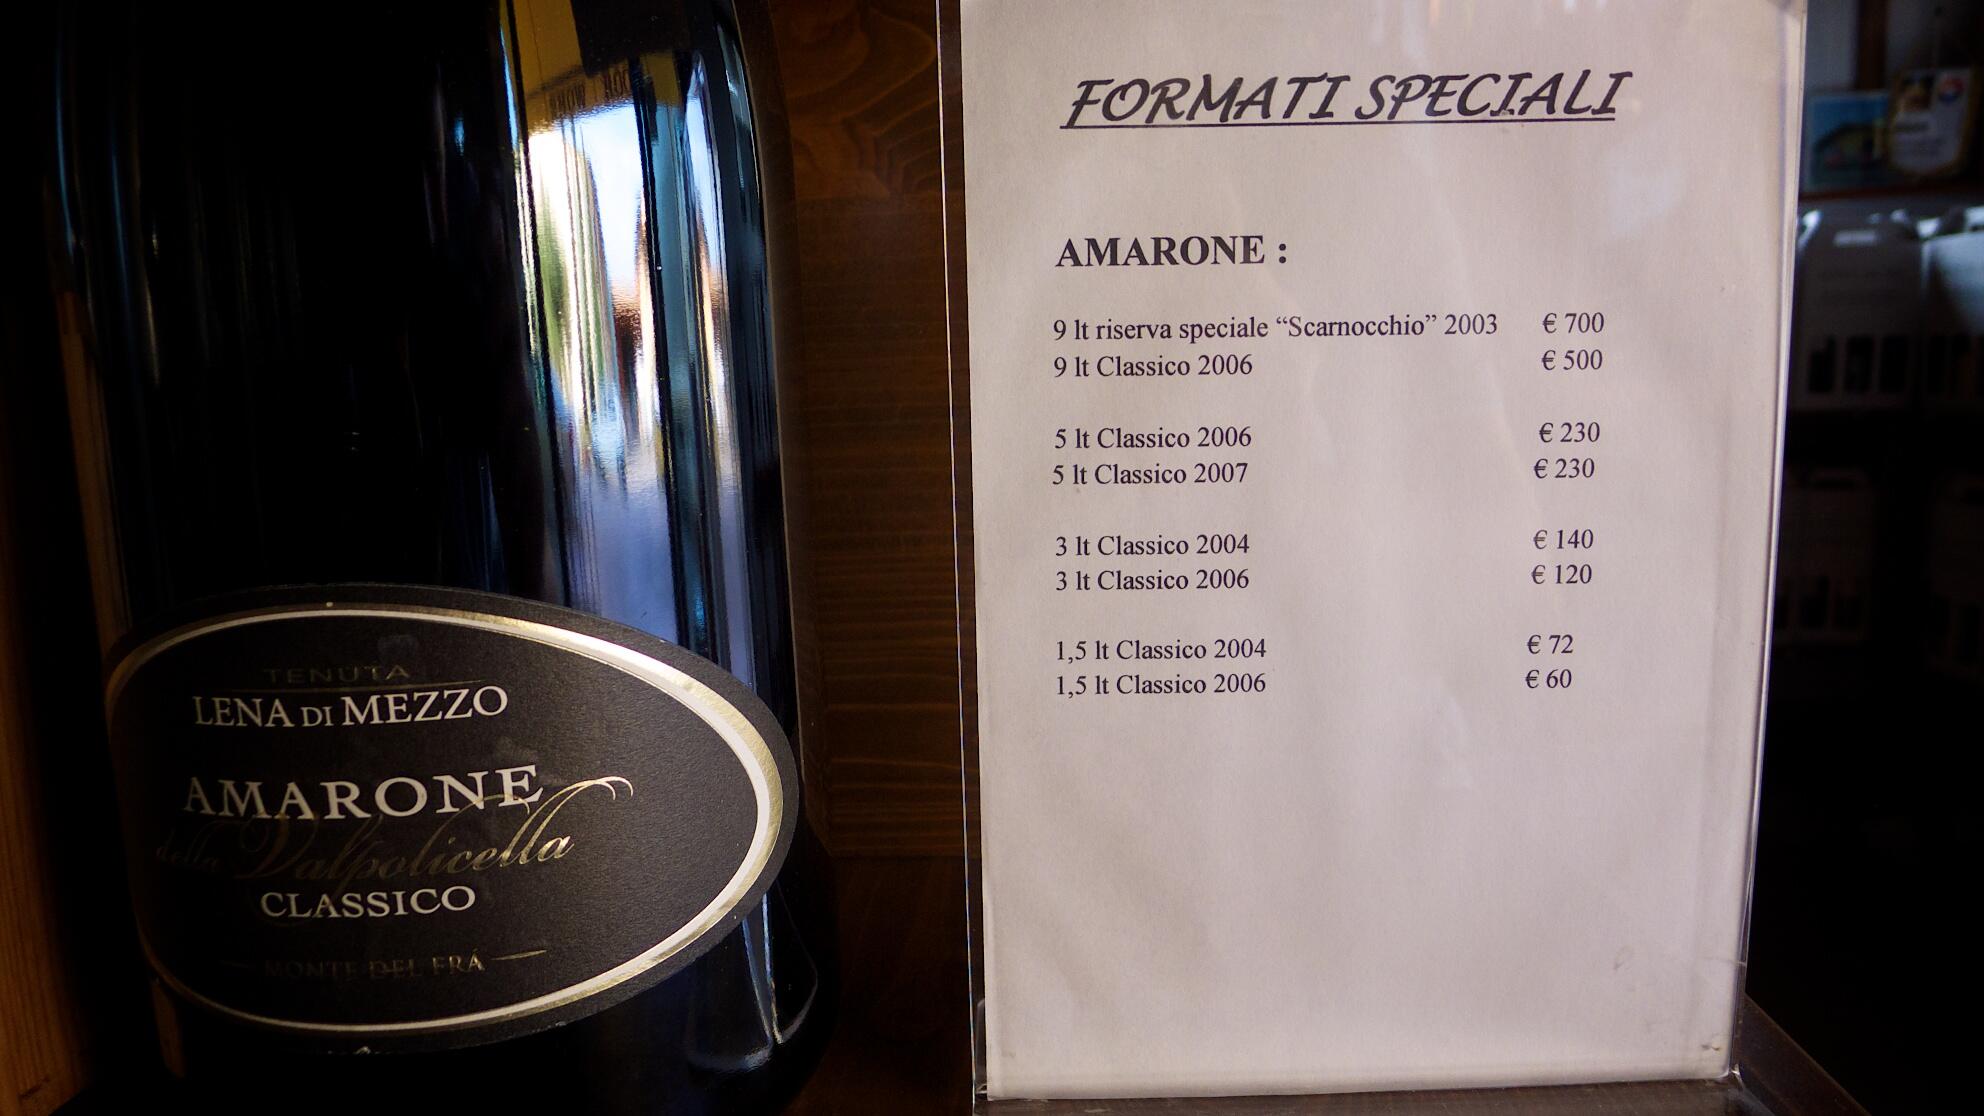 TENUTA
LENA DI MEZZO
AMARONE
della Valpolicella
CLASSICO
MONTE DEL FRÁ
FORMATI SPECIALI
AMARONE :
9 lt riserva speciale “Scarnocchio” 2003 € 700
9 lt Classico 2006 € 500
5 lt Classico 2006 € 230
5 lt Classico 2007 € 230
3 lt Classico 2004 € 140
3 lt Classico 2006 € 120
1,5 lt Classico 2004 € 72
1,5 lt Classico 2006 € 60